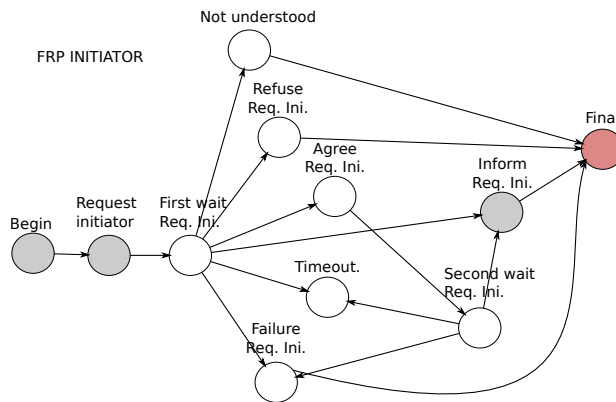 Not understood
FRP INITIATOR
Refuse
Req. Ini.
Final
Agree
Req. Ini.
Inform
Req. Ini.
Request
initiator
First wait
Req. Ini.
Begin
Timeout.
Second wait
Req. Ini.
Failure
Req. Ini.